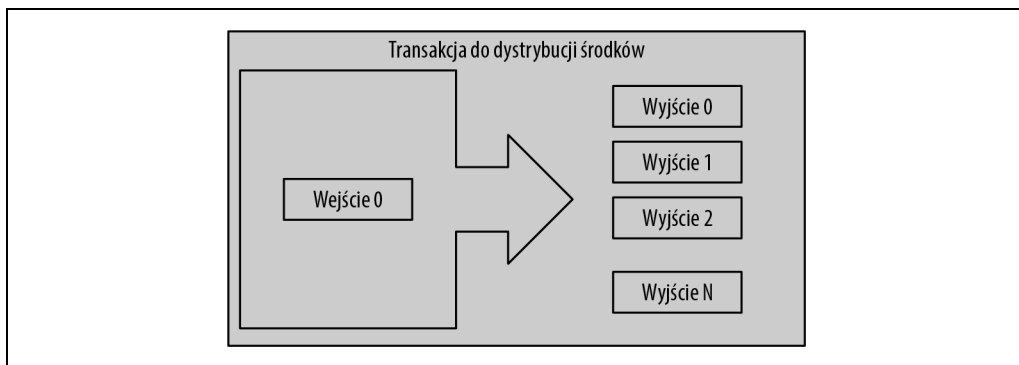 Transakcja do dystrybucji środków
Wejście 0
Wyjście 0
Wyjście 1
Wyjście 2
Wyjście N